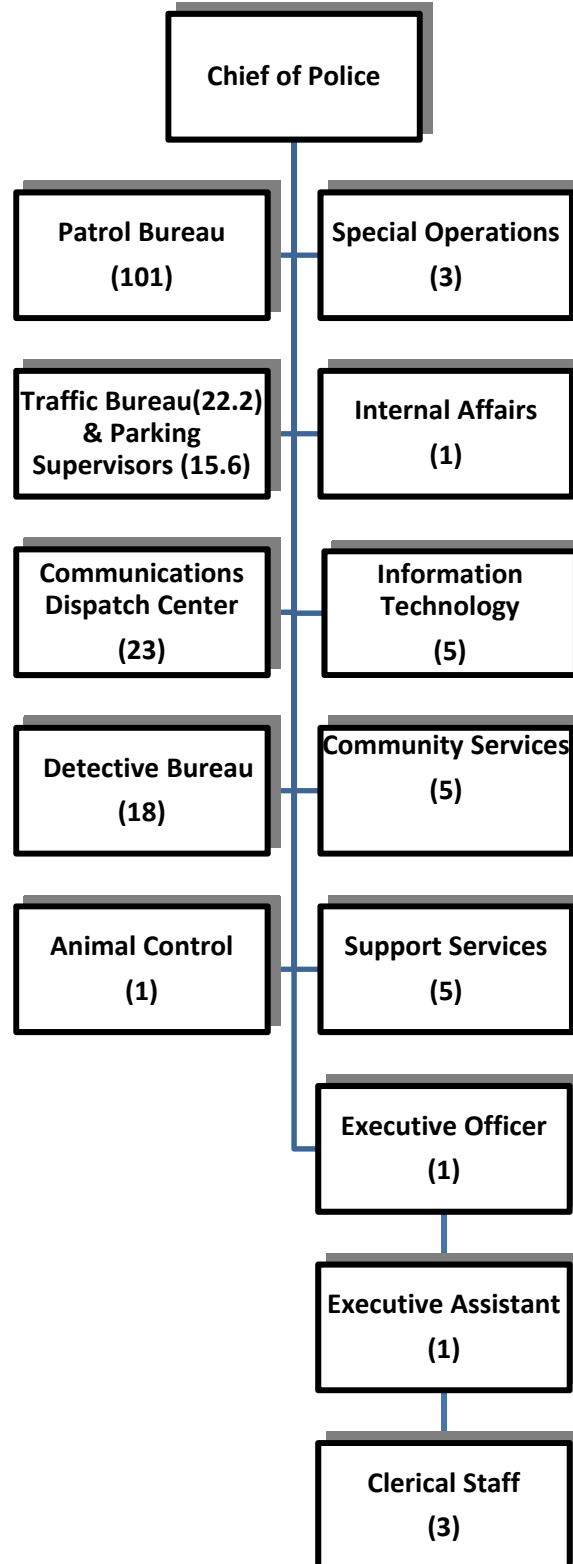 Chief of Police
Patrol Bureau
(101)
Special Operations
(3)
Traffic Bureau(22.2)
& Parking
Supervisors (15.6)
Internal Affairs
(1)
Communications
Dispatch Center
(23)
Information
Technology
(5)
Detective Bureau
(18)
Community Services
(5)
Animal Control
(1)
Support Services
(5)
Executive Officer
(1)
Executive Assistant
(1)
Clerical Staff
(3)